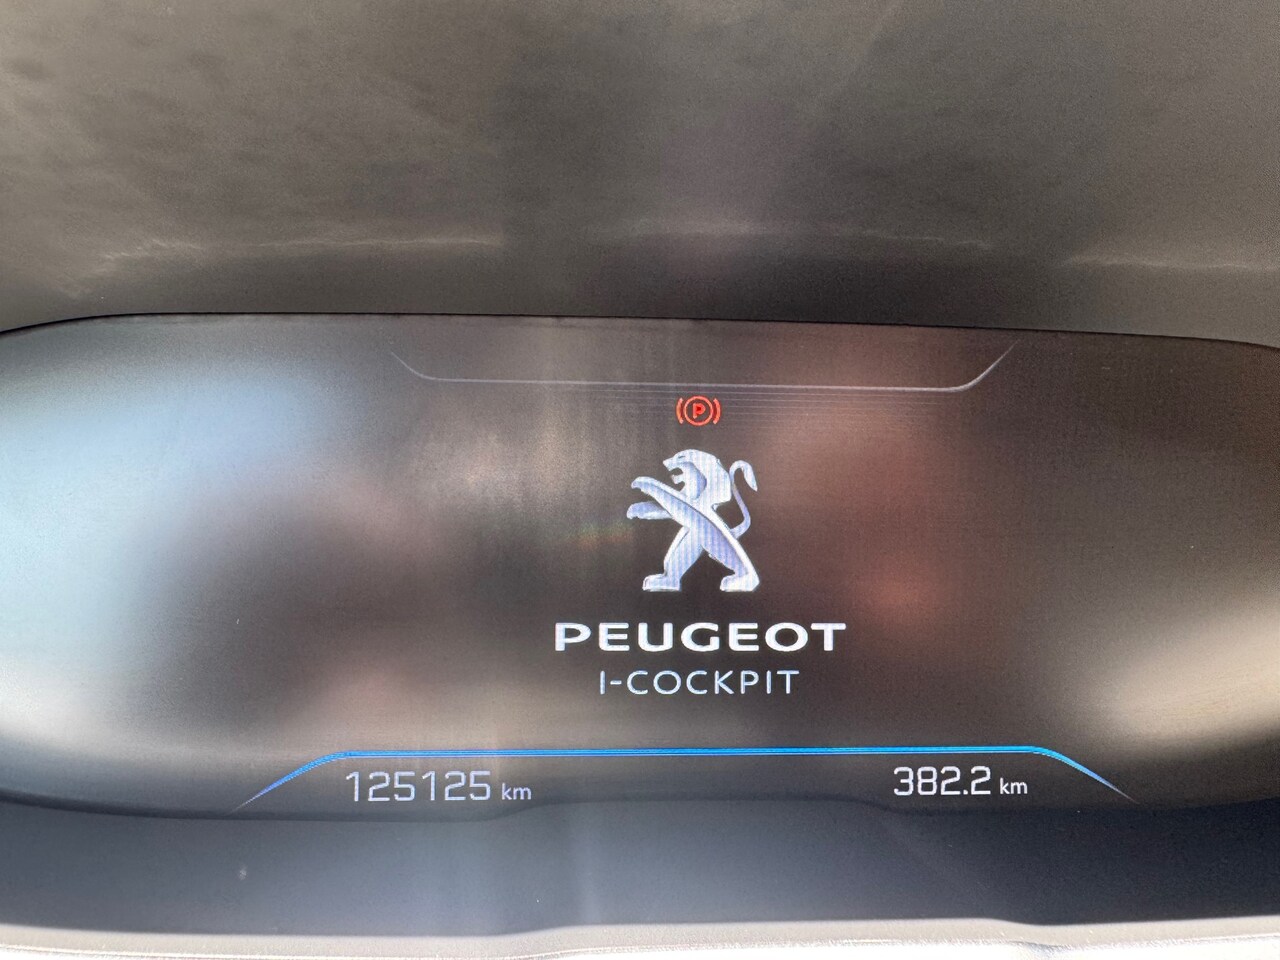 P
PEUGEOT
I-COCKPIT
125125 km
382.2 km